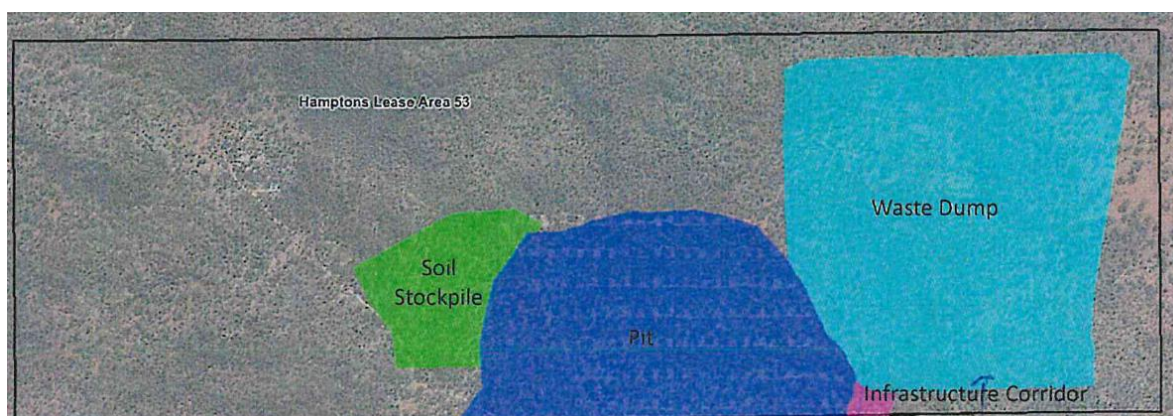 Hamptons Lease Area 53
Waste Dump
Soil
Stockpile
Pit
Infrastructure Corridor